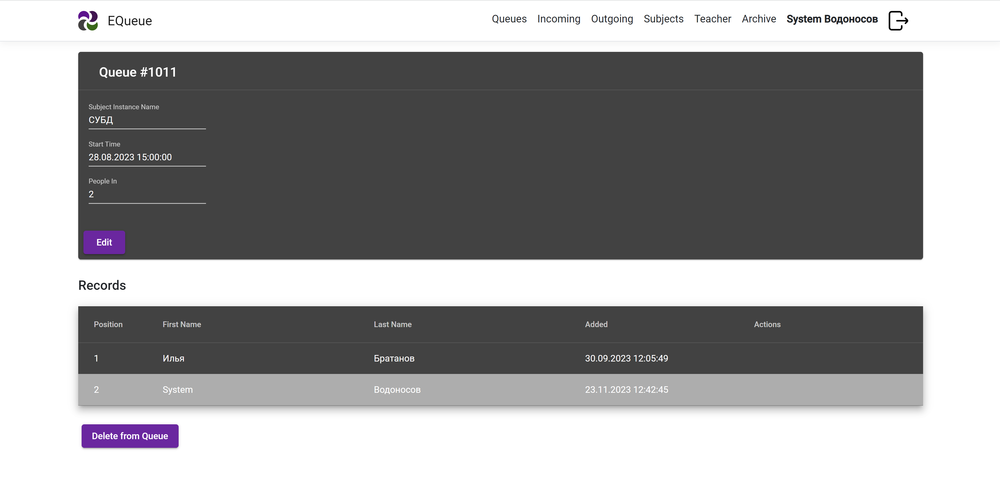 EQueue Queues Incoming Outgoing Subjects Teacher Archive System Водоносов
Queue #1011
Subject Instance Name
СУБД
Start Time
28.08.2023 15:00:00
People In
2
Edit
Records
Position First Name Last Name Added Actions
1 Илья Братанов 30.09.2023 12:05:49
2 System Водоносов 23.11.2023 12:42:45
Delete from Queue